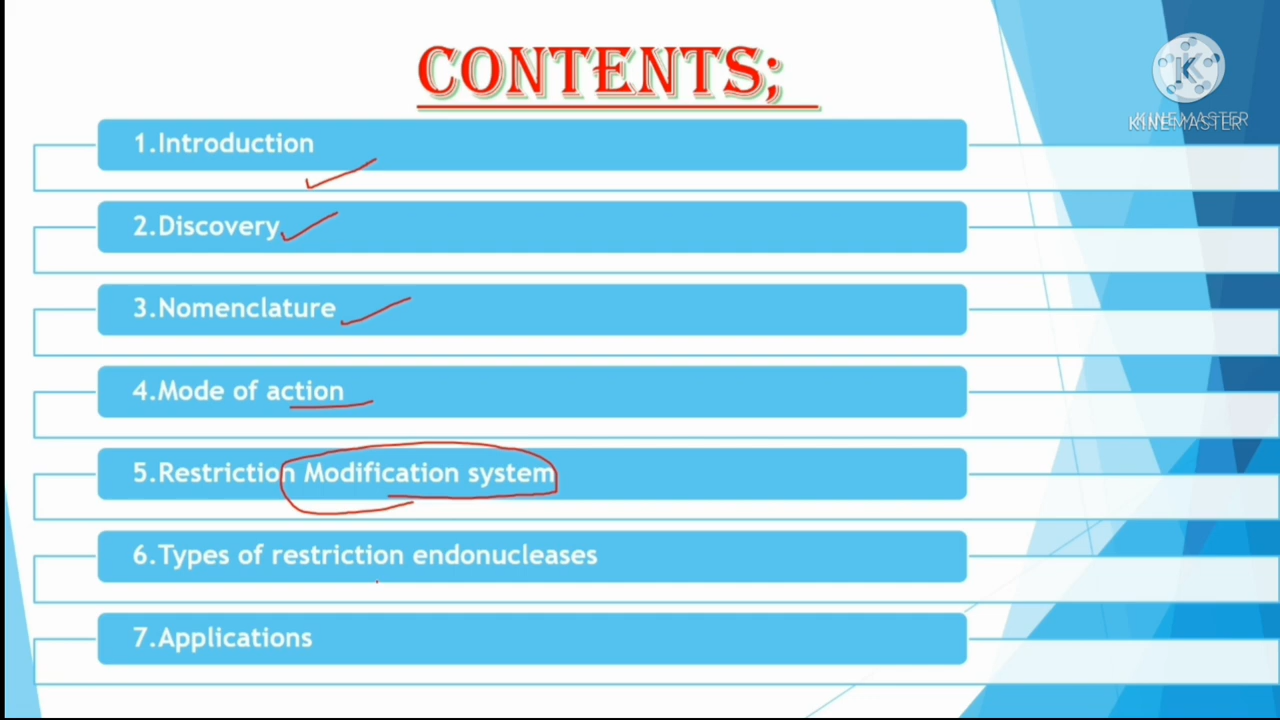 CONTENTS;
K
KINEMASTER
KINEMASTER
1.Introduction
2.Discovery
3.Nomenclature
4.Mode of action
5.Restriction Modification system
6.Types of restriction endonucleases
7.Applications